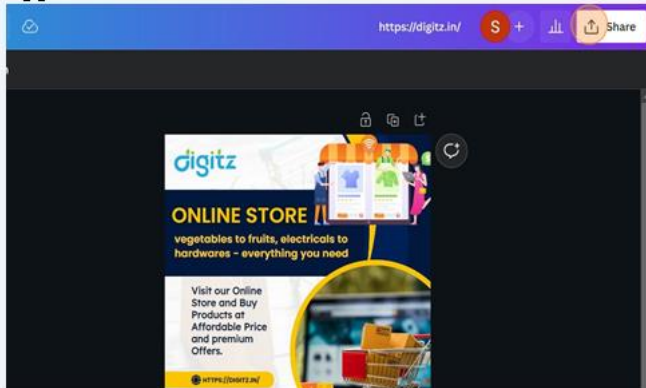 https://digitz.in/
S
+
Share
digitz
ONLINE STORE
vegetables to fruits, electricals to
hardwares - everything you need
Visit our Online
Store and Buy
Products at
Affordable Price
and premium
Offers.
HTTPS://DIGITZ.IN/